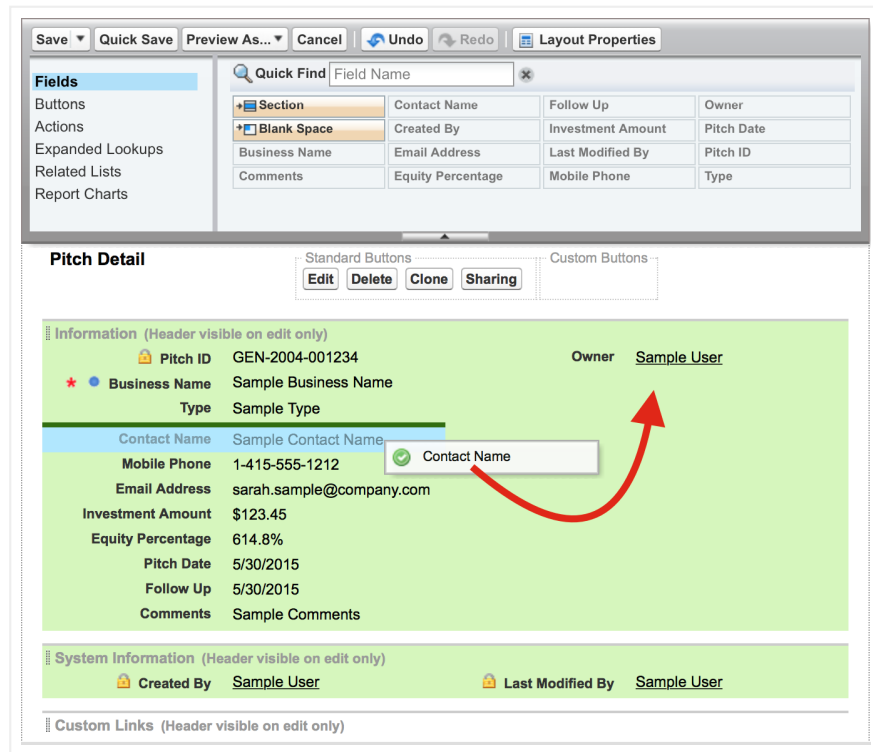 Save Quick Save Preview As... Cancel Undo Redo Layout Properties
Fields
Buttons
Actions
Expanded Lookups
Related Lists
Report Charts
Quick Find Field Name
Section Contact Name Follow Up Owner
Blank Space Created By Investment Amount Pitch Date
Business Name Email Address Last Modified By Pitch ID
Comments Equity Percentage Mobile Phone Type
Pitch Detail
Standard Buttons Custom Buttons
Edit Delete Clone Sharing
Information (Header visible on edit only)
Pitch ID GEN-2004-001234 Owner Sample User
* Business Name Sample Business Name
Type Sample Type
Contact Name Sample Contact Name
Contact Name
Mobile Phone 1-415-555-1212
Email Address sarah.sample@company.com
Investment Amount $123.45
Equity Percentage 614.8%
Pitch Date 5/30/2015
Follow Up 5/30/2015
Comments Sample Comments
System Information (Header visible on edit only)
Created By Sample User Last Modified By Sample User
Custom Links (Header visible on edit only)